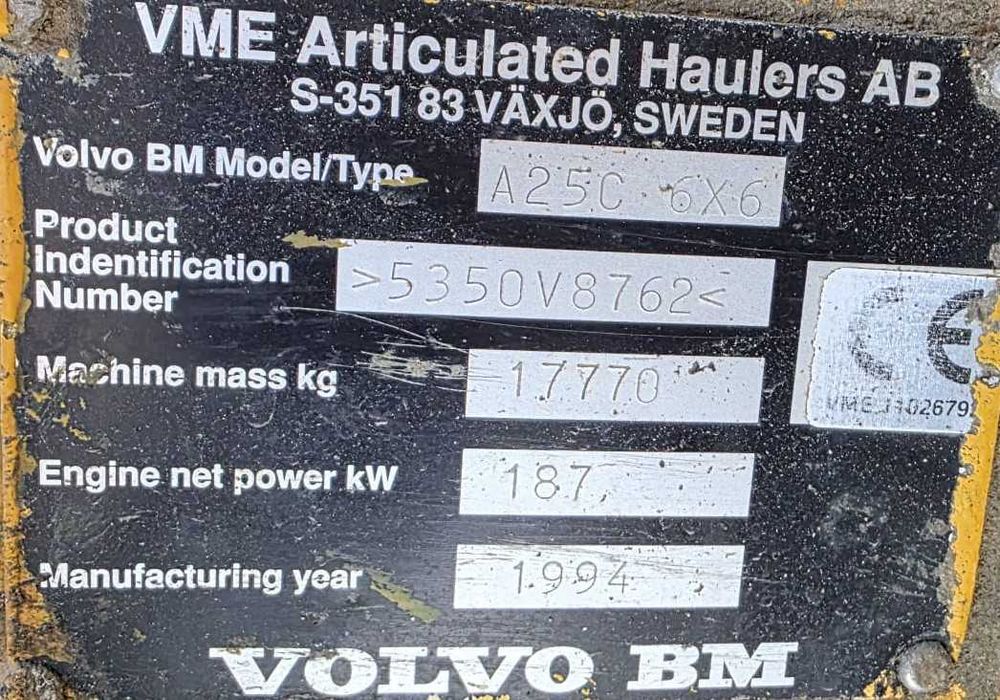 VME Articulated Haulers AB
S-351 83 VÄXJÖ, SWEDEN
Volvo BM Model/Type A25C 6X6
Product
Indentification
Number >5350V8762<
Machine mass kg 17770
CE
Engine net power kW 187
Manufacturing year 1994
VOLVO BM